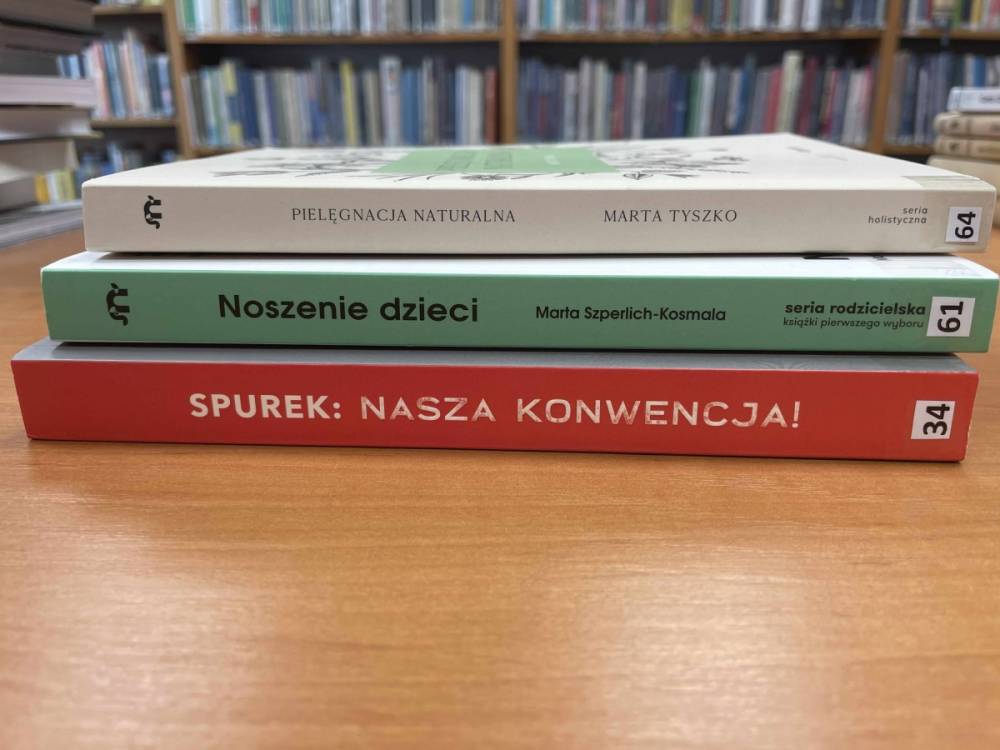 PIELĘGNACJA NATURALNA MARTA TYSZKO seria
holistyczna
64
Noszenie dzieci Marta Szperlich-Kosmala seria rodzicielska
książki pierwszego wyboru
61
SPUREK: NASZA KONWENCJA!
34